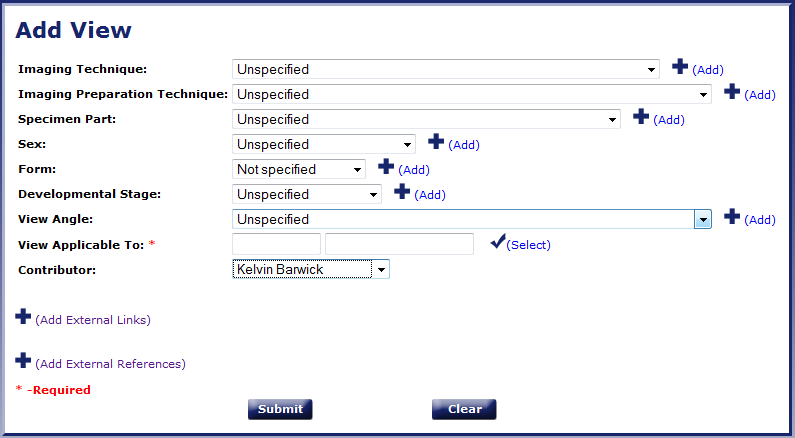 Add View
Imaging Technique: Unspecified (Add)
Imaging Preparation Technique: Unspecified (Add)
Specimen Part: Unspecified (Add)
Sex: Unspecified (Add)
Form: Not specified (Add)
Developmental Stage: Unspecified (Add)
View Angle: Unspecified (Add)
View Applicable To: * (Select)
Contributor: Kelvin Barwick
(Add External Links)
(Add External References)
* -Required
Submit Clear